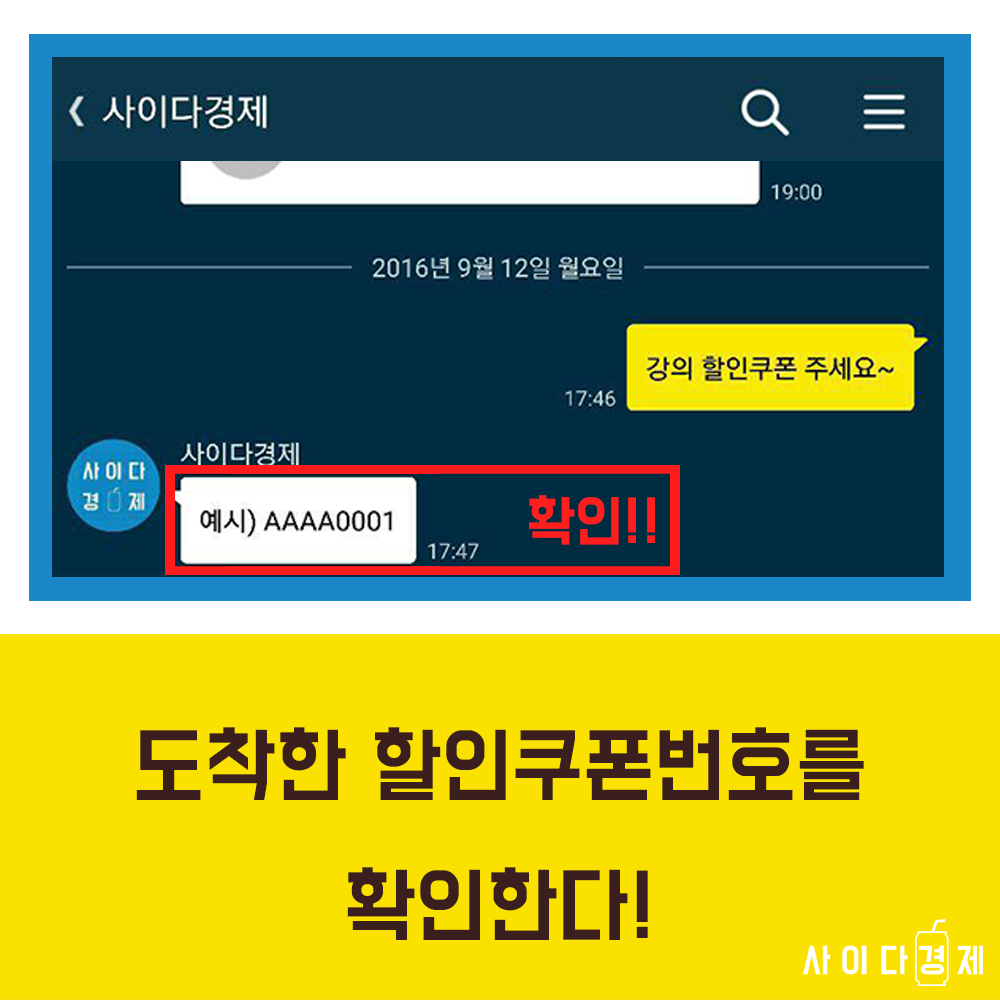 사이다경제
19:00
2016년 9월 12일 월요일
강의 할인쿠폰 주세요~
17:46
사이다
경제
사이다경제
예시) AAAA0001
17:47
확인!!
도착한 할인쿠폰번호를
확인한다!
사이다경제